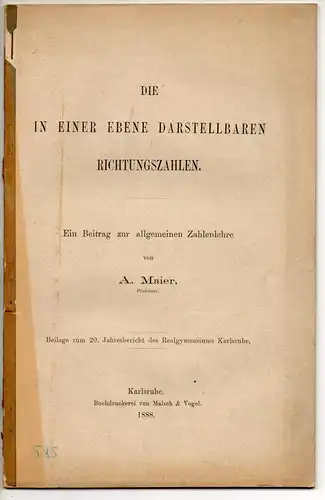 DIE
IN EINER EBENE DARSTELLBAREN
RICHTUNGSZAHLEN.
Ein Beitrag zur allgemeinen Zahlenlehre
von
A. Maier,
Professor.
Beilage zum 20. Jahresbericht des Realgymnasiums Karlsruhe.
Karlsruhe.
Buchdruckerei von Malsch & Vogel.
1888.